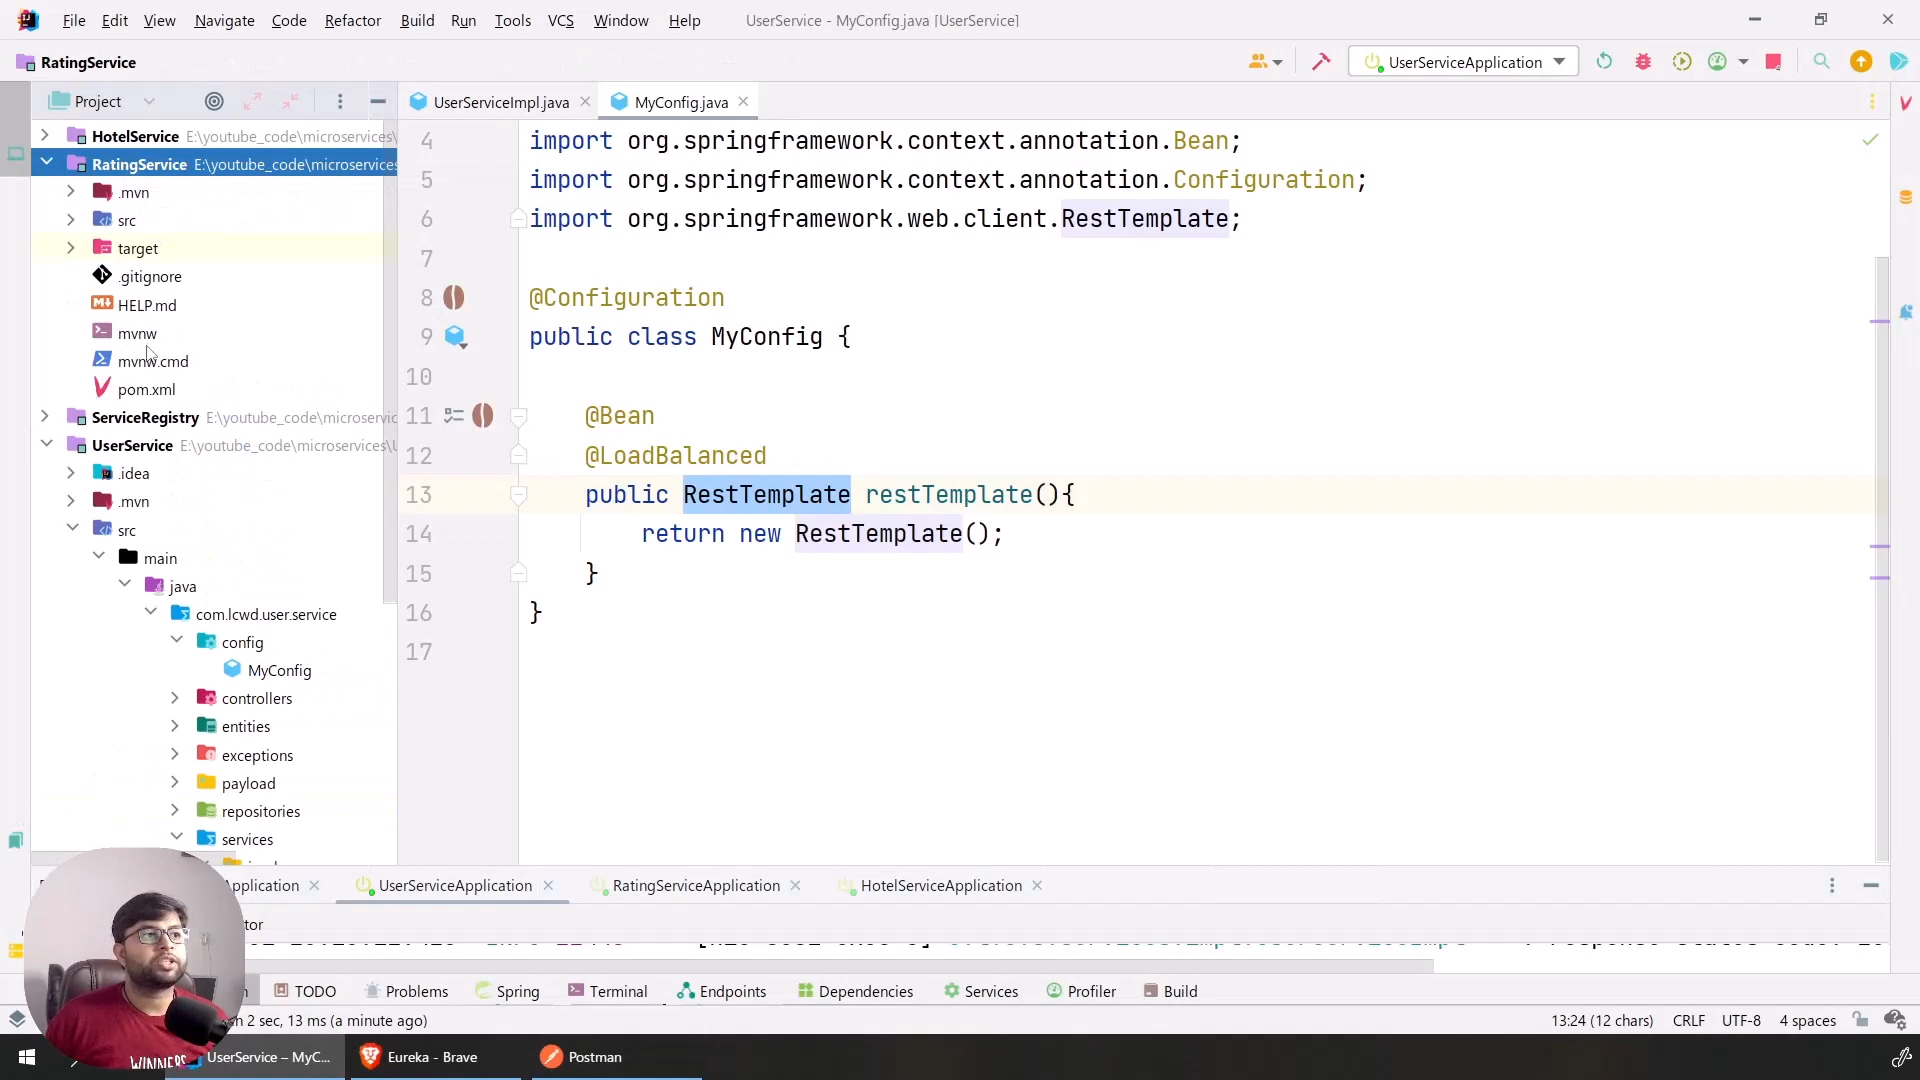 File Edit View Navigate Code Refactor Build Run Tools VCS Window Help UserService - MyConfig.java [UserService]
RatingService UserServiceApplication
Project UserServiceImpl.java MyConfig.java
HotelService E:\youtube_code\microservices\
RatingService E:\youtube_code\microservices
.mvn
src
target
.gitignore
HELP.md
mvnw
mvnw.cmd
pom.xml
ServiceRegistry E:\youtube_code\microservic
UserService E:\youtube_code\microservices\U
.idea
.mvn
src
main
java
com.lcwd.user.service
config
MyConfig
controllers
entities
exceptions
payload
repositories
services
4 import org.springframework.context.annotation.Bean;
5 import org.springframework.context.annotation.Configuration;
6 import org.springframework.web.client.RestTemplate;
7
8 @Configuration
9 public class MyConfig {
10
11 @Bean
12 @LoadBalanced
13 public RestTemplate restTemplate(){
14 return new RestTemplate();
15 }
16 }
17
Application UserServiceApplication RatingServiceApplication HotelServiceApplication
tor
TODO Problems Spring Terminal Endpoints Dependencies Services Profiler Build
n 2 sec, 13 ms (a minute ago) 13:24 (12 chars) CRLF UTF-8 4 spaces
WINNERS
UserService – MyC... Eureka - Brave Postman